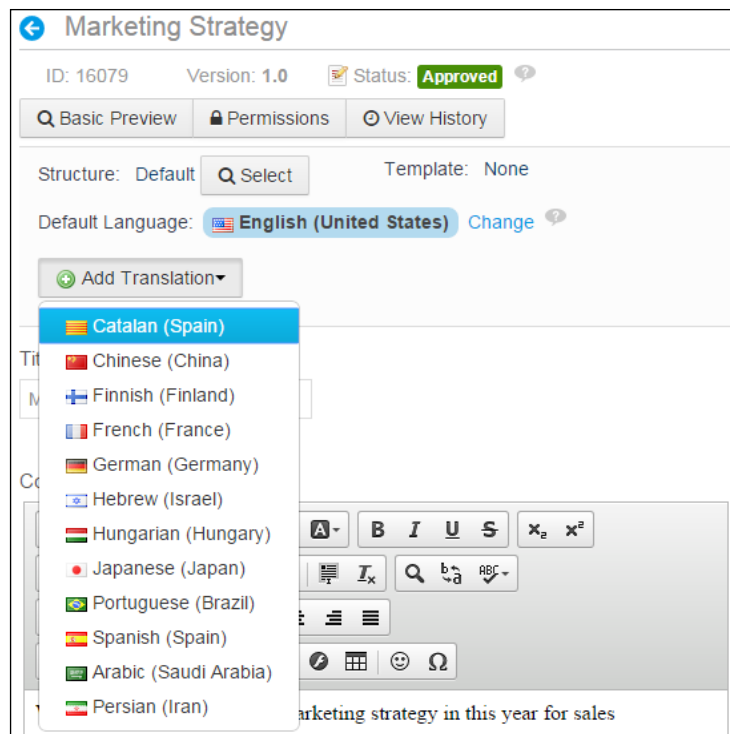 Marketing Strategy
ID: 16079 Version: 1.0 Status: Approved
Basic Preview Permissions View History
Structure: Default Select Template: None
Default Language: English (United States) Change
Add Translation
Catalan (Spain)
Chinese (China)
Finnish (Finland)
French (France)
German (Germany)
Hebrew (Israel)
Hungarian (Hungary)
Japanese (Japan)
Portuguese (Brazil)
Spanish (Spain)
Arabic (Saudi Arabia)
Persian (Iran)
A B I U S x₂ x²
Ix b a ABC
Ω
marketing strategy in this year for sales